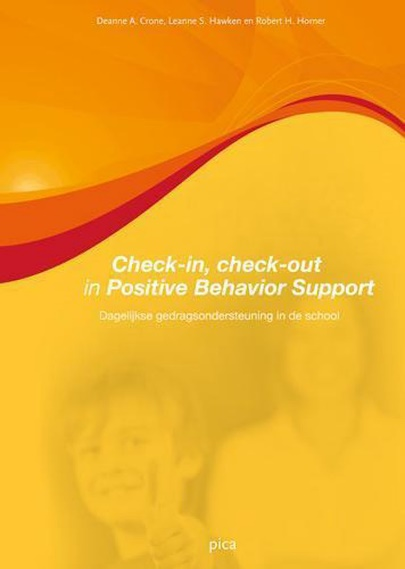 Deanne A. Crone, Leanne S. Hawken en Robert H. Horner
Check-in, check-out
in Positive Behavior Support
Dagelijkse gedragsondersteuning in de school
pica